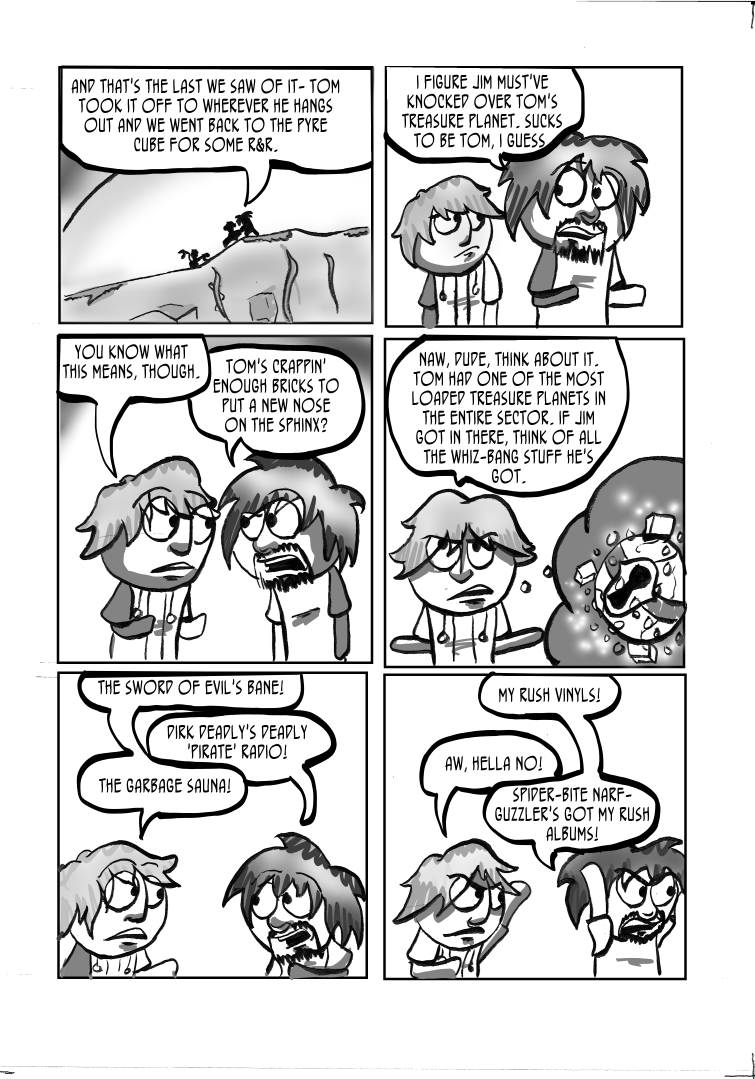 AND THAT'S THE LAST WE SAW OF IT- TOM
TOOK IT OFF TO WHEREVER HE HANGS
OUT AND WE WENT BACK TO THE PYRE
CUBE FOR SOME R&R.
I FIGURE JIM MUST'VE
KNOCKED OVER TOM'S
TREASURE PLANET. SUCKS
TO BE TOM, I GUESS
YOU KNOW WHAT
THIS MEANS, THOUGH.
TOM'S CRAPPIN'
ENOUGH BRICKS TO
PUT A NEW NOSE
ON THE SPHINX?
NAW, DUDE, THINK ABOUT IT.
TOM HAD ONE OF THE MOST
LOADED TREASURE PLANETS IN
THE ENTIRE SECTOR. IF JIM
GOT IN THERE, THINK OF ALL
THE WHIZ-BANG STUFF HE'S
GOT.
THE SWORD OF EVIL'S BANE!
DIRK DEADLY'S DEADLY
'PIRATE' RADIO!
THE GARBAGE SAUNA!
MY RUSH VINYLS!
AW, HELLA NO!
SPIDER-BITE NARF-
GUZZLER'S GOT MY RUSH
ALBUMS!